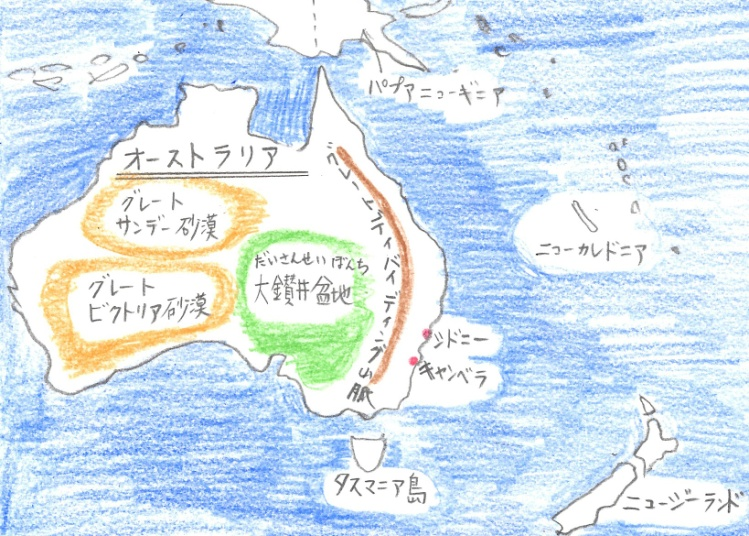 パプアニューギニア
オーストラリア
グレート
サンデー砂漠
グレートディバイディング山脈
ニューカレドニア
だいさんせいぼんち
大鑚井盆地
グレート
ビクトリア砂漠
シドニー
キャンベラ
タスマニア島
ニュージーランド